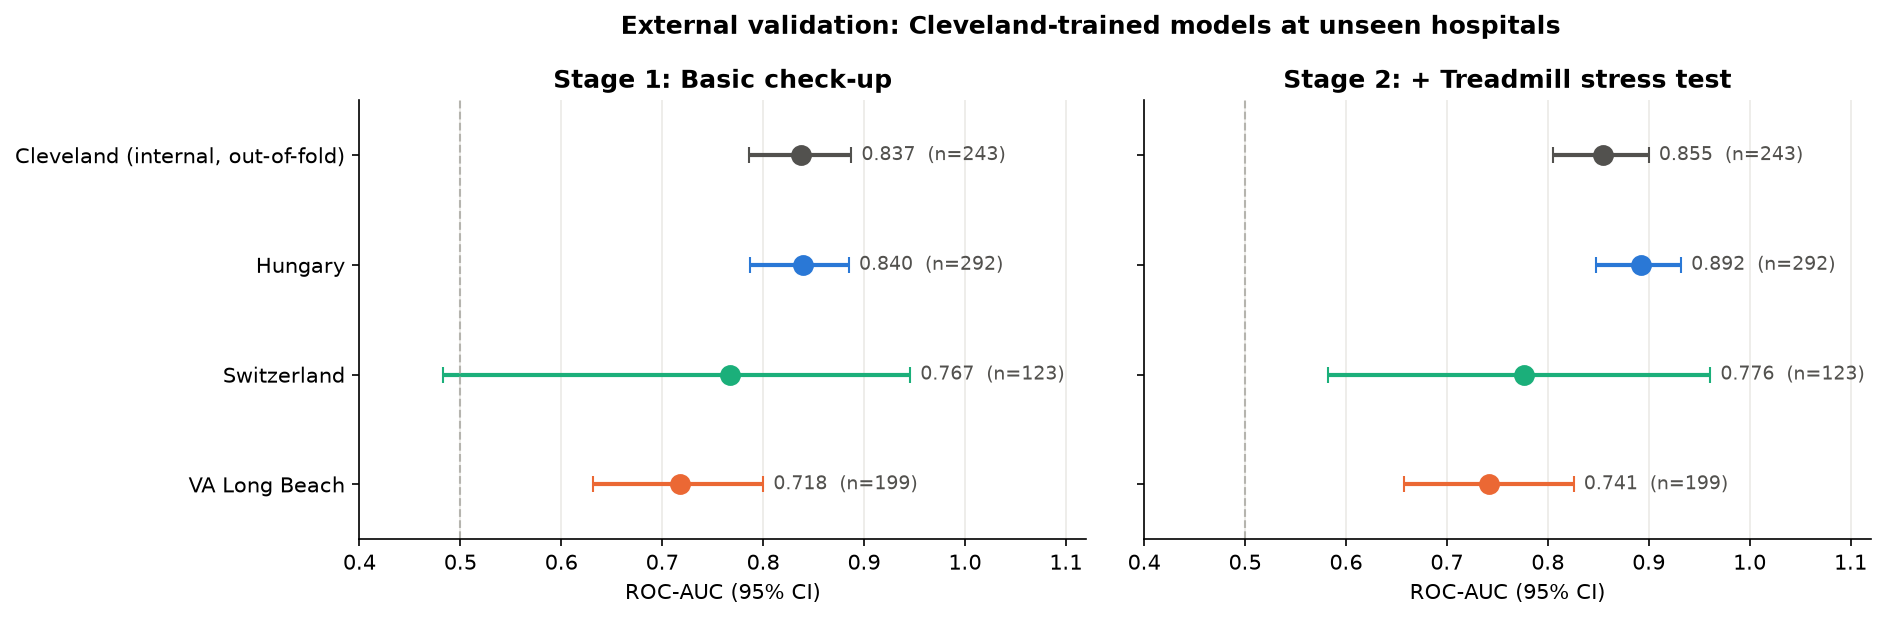 External validation: Cleveland-trained models at unseen hospitals
Stage 1: Basic check-up
Cleveland (internal, out-of-fold)
0.837 (n=243)
Hungary
0.840 (n=292)
Switzerland
0.767 (n=123)
VA Long Beach
0.718 (n=199)
0.4 0.5 0.6 0.7 0.8 0.9 1.0 1.1
ROC-AUC (95% CI)
Stage 2: + Treadmill stress test
0.855 (n=243)
0.892 (n=292)
0.776 (n=123)
0.741 (n=199)
0.4 0.5 0.6 0.7 0.8 0.9 1.0 1.1
ROC-AUC (95% CI)